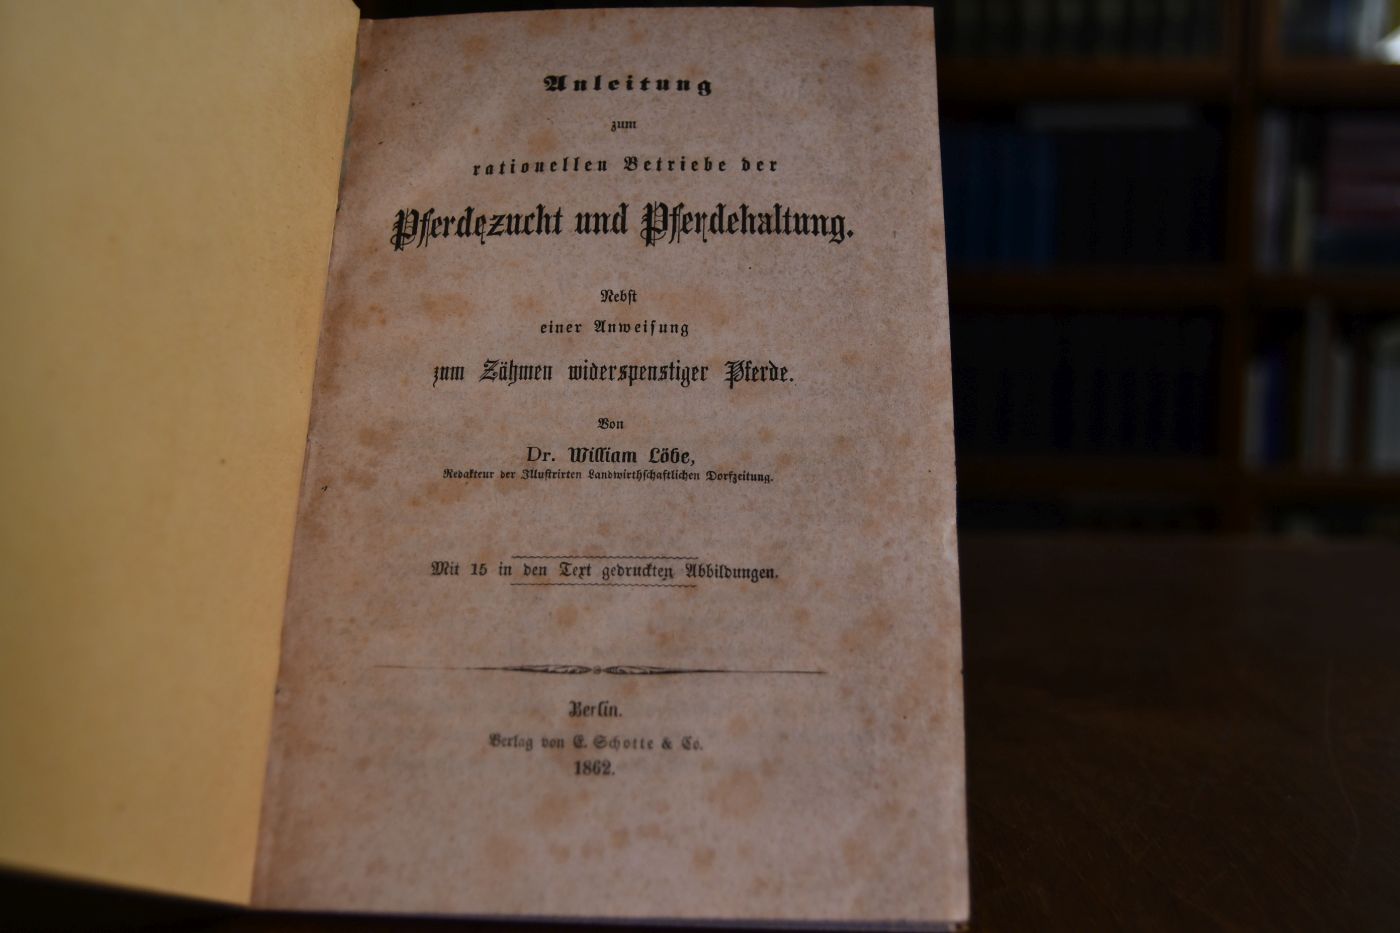 Anleitung
zum
rationellen Betriebe der
Pferdezucht und Pferdehaltung.
Nebst
einer Anweiſung
zum Zähmen widerspenstiger Pferde.
Von
Dr. William Löbe,
Redakteur der Illuſtrirten Landwirthſchaftlichen Dorfzeitung.
Mit 15 in den Text gedruckten Abbildungen.
Berlin.
Verlag von E. Schotte & Co.
1862.